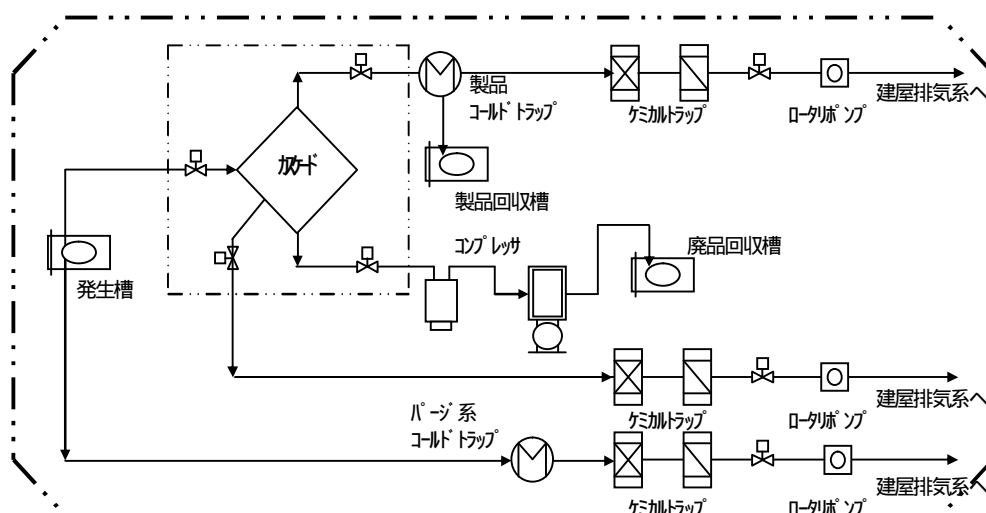 製品
コールドトラップ
ケミカルトラップ
ロータリポンプ
建屋排気系へ
カスケード
製品回収槽
コンプレッサ
廃品回収槽
発生槽
ケミカルトラップ
ロータリポンプ
建屋排気系へ
パージ系
コールドトラップ
ケミカルトラップ
ロータリポンプ
建屋排気系へ